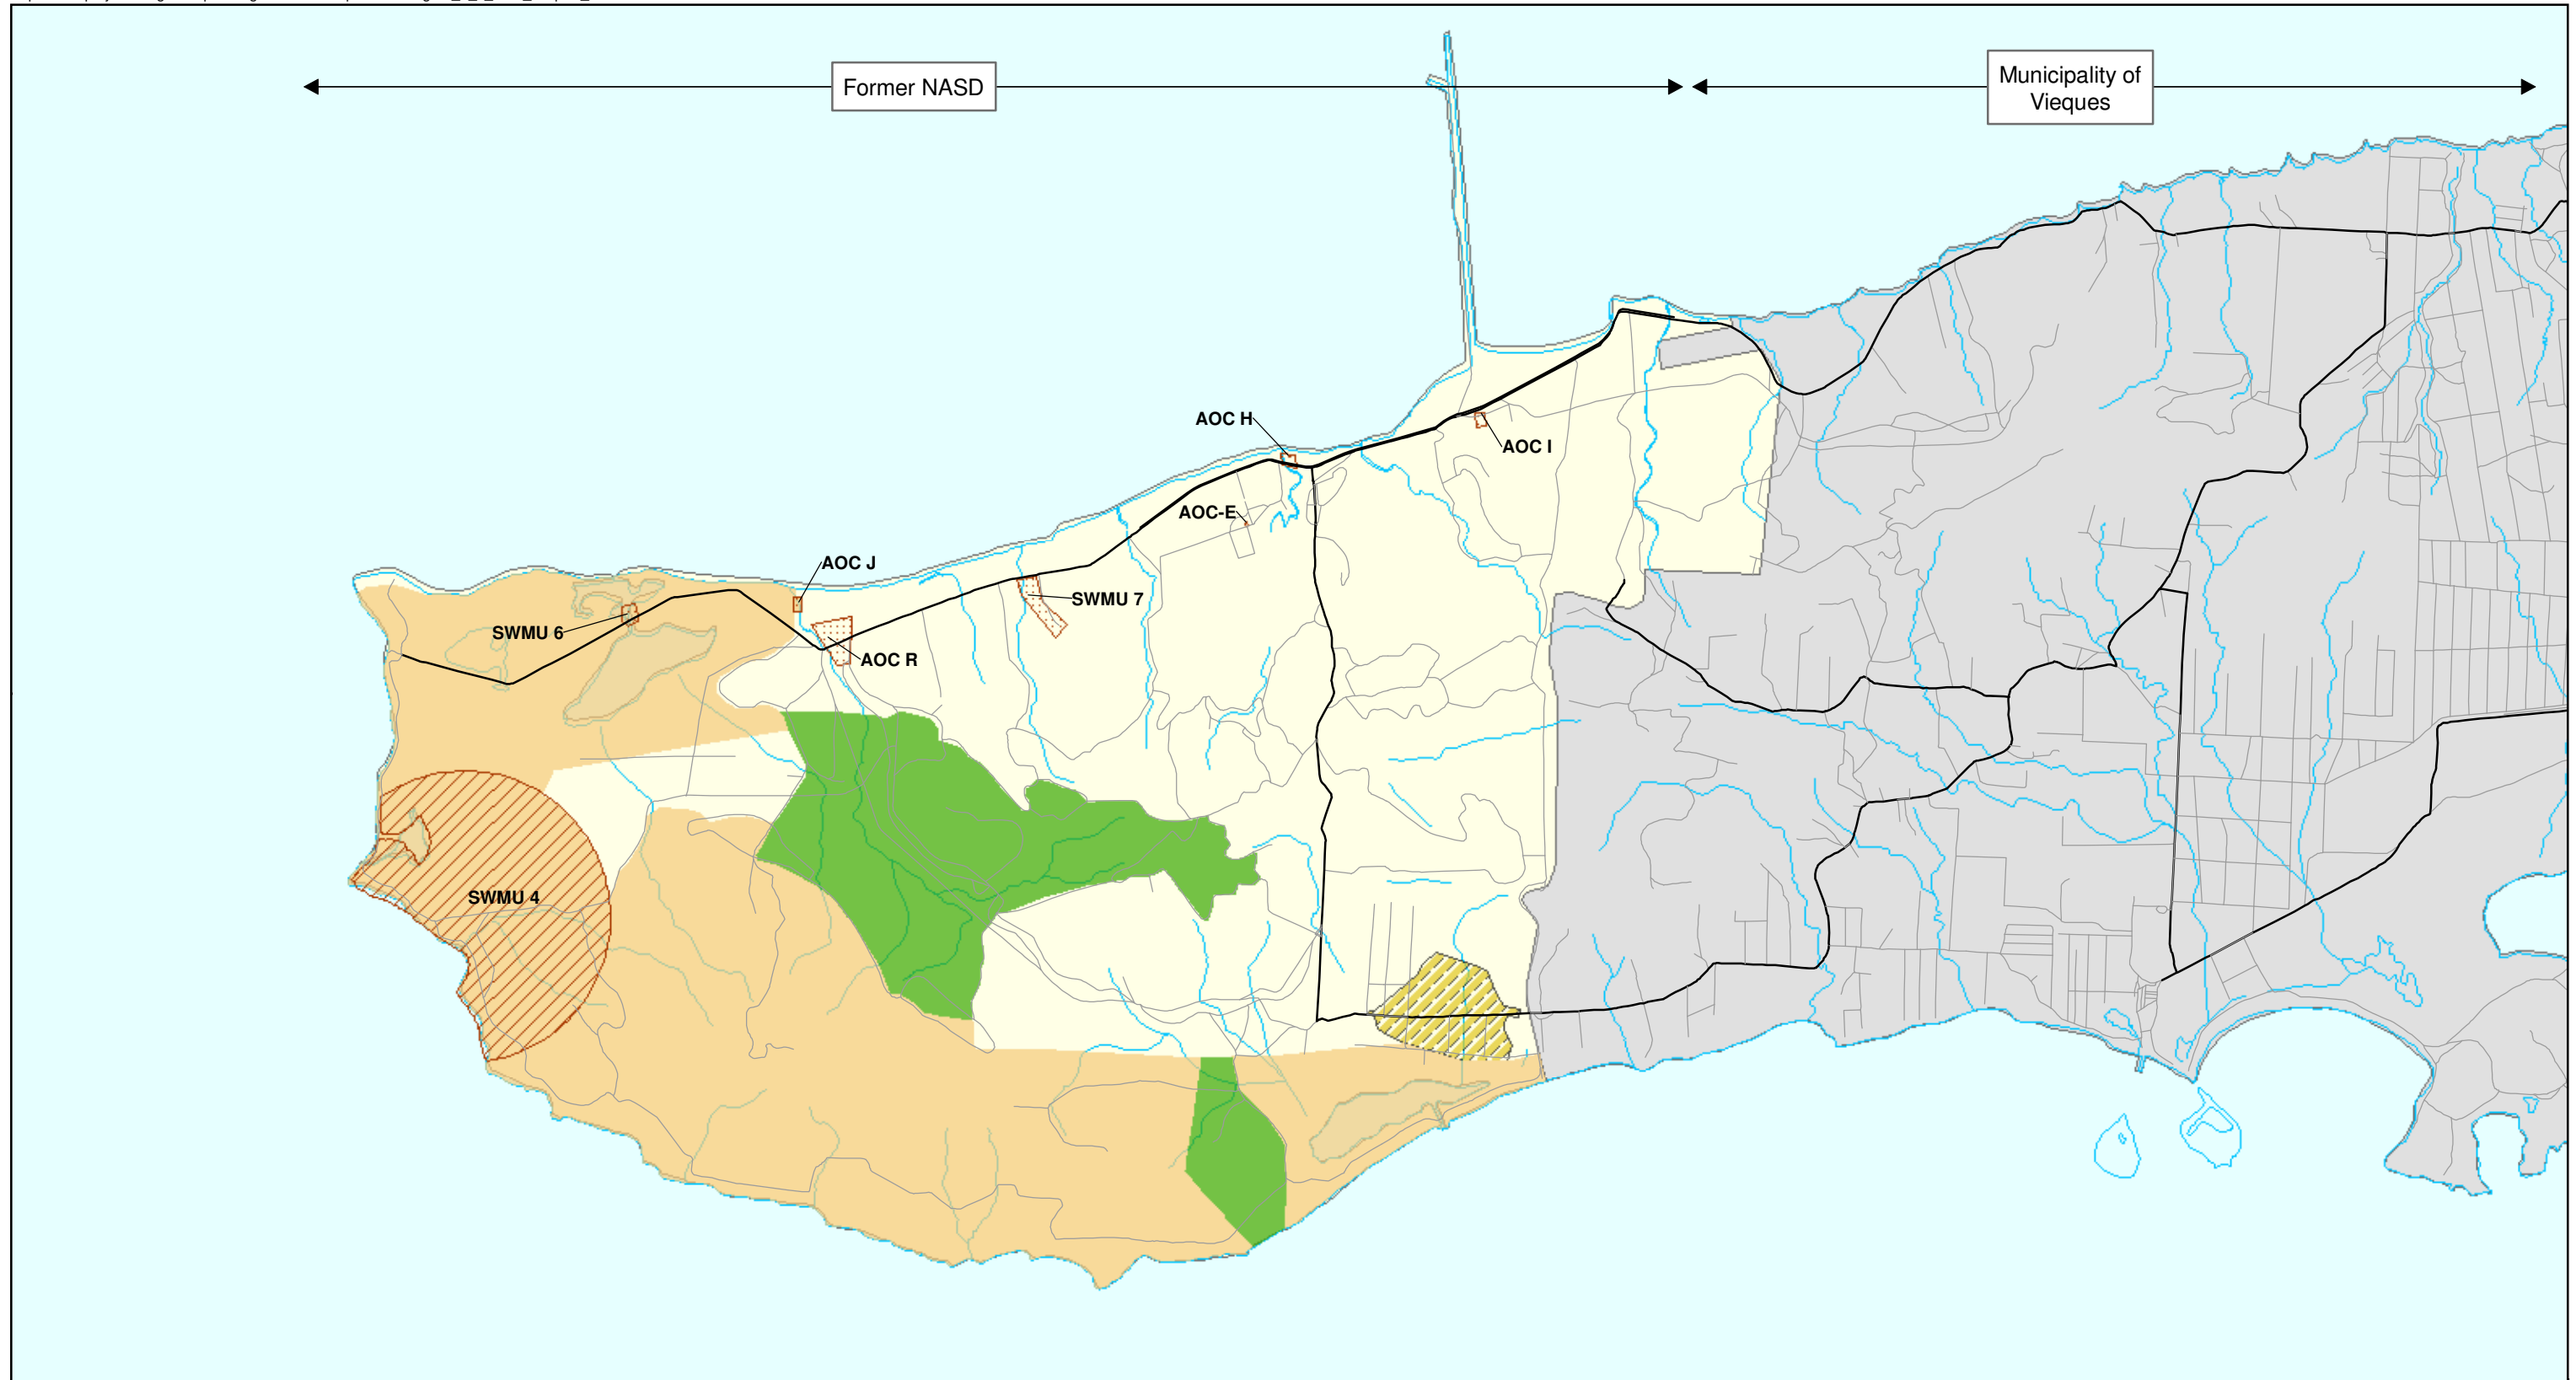 Former NASD
Municipality of
Vieques
AOC H
AOC I
AOC-E
AOC J
SWMU 7
SWMU 6
AOC R
SWMU 4